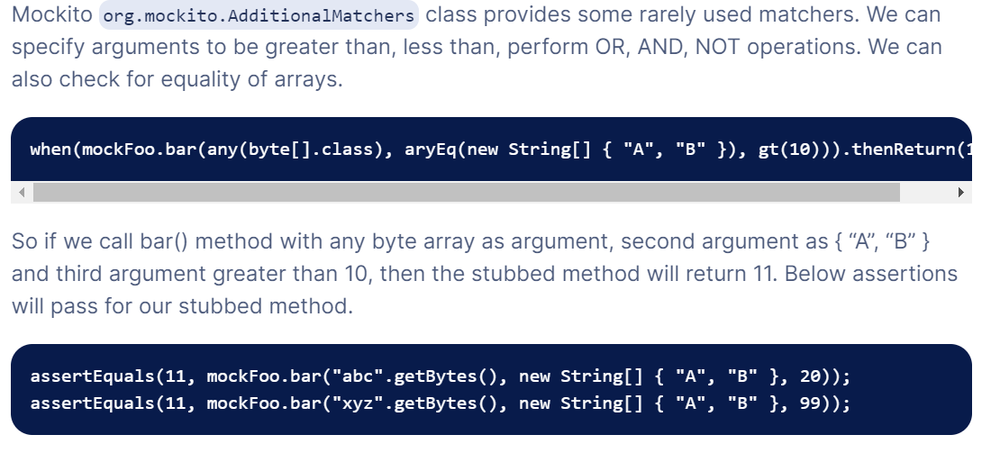 Mockito org.mockito.AdditionalMatchers class provides some rarely used matchers. We can
specify arguments to be greater than, less than, perform OR, AND, NOT operations. We can
also check for equality of arrays.
when(mockFoo.bar(any(byte[].class), aryEq(new String[] { "A", "B" }), gt(10))).thenReturn(1
So if we call bar() method with any byte array as argument, second argument as { “A”, “B” }
and third argument greater than 10, then the stubbed method will return 11. Below assertions
will pass for our stubbed method.
assertEquals(11, mockFoo.bar("abc".getBytes(), new String[] { "A", "B" }, 20));
assertEquals(11, mockFoo.bar("xyz".getBytes(), new String[] { "A", "B" }, 99));